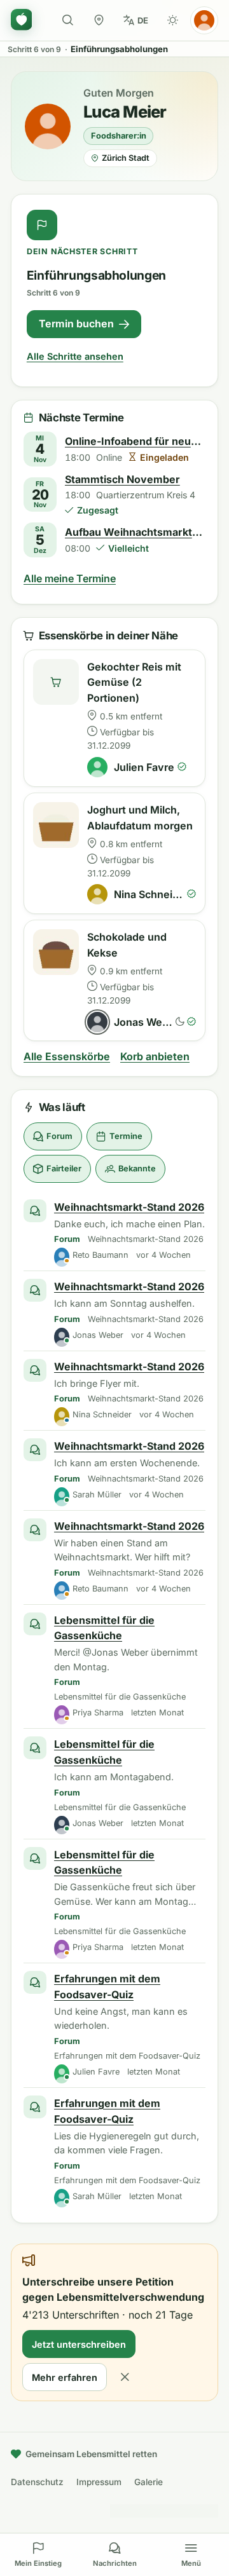 DE
Schritt 6 von 9 · Einführungsabholungen
Guten Morgen
Luca Meier
Foodsharer:in
Zürich Stadt
DEIN NÄCHSTER SCHRITT
Einführungsabholungen
Schritt 6 von 9
Termin buchen →
Alle Schritte ansehen
Nächste Termine
MI
4
Nov
Online-Infoabend für neu…
18:00 Online Eingeladen
FR
20
Nov
Stammtisch November
18:00 Quartierzentrum Kreis 4
Zugesagt
SA
5
Dez
Aufbau Weihnachtsmarkt…
08:00 Vielleicht
Alle meine Termine
Essenskörbe in deiner Nähe
Gekochter Reis mit
Gemüse (2
Portionen)
0.5 km entfernt
Verfügbar bis
31.12.2099
Julien Favre
Joghurt und Milch,
Ablaufdatum morgen
0.8 km entfernt
Verfügbar bis
31.12.2099
Nina Schnei…
Schokolade und
Kekse
0.9 km entfernt
Verfügbar bis
31.12.2099
Jonas We…
Alle Essenskörbe Korb anbieten
Was läuft
Forum Termine
Fairteiler Bekannte
Weihnachtsmarkt-Stand 2026
Danke euch, ich mache einen Plan.
Forum Weihnachtsmarkt-Stand 2026
Reto Baumann vor 4 Wochen
Weihnachtsmarkt-Stand 2026
Ich kann am Sonntag aushelfen.
Forum Weihnachtsmarkt-Stand 2026
Jonas Weber vor 4 Wochen
Weihnachtsmarkt-Stand 2026
Ich bringe Flyer mit.
Forum Weihnachtsmarkt-Stand 2026
Nina Schneider vor 4 Wochen
Weihnachtsmarkt-Stand 2026
Ich kann am ersten Wochenende.
Forum Weihnachtsmarkt-Stand 2026
Sarah Müller vor 4 Wochen
Weihnachtsmarkt-Stand 2026
Wir haben einen Stand am
Weihnachtsmarkt. Wer hilft mit?
Forum Weihnachtsmarkt-Stand 2026
Reto Baumann vor 4 Wochen
Lebensmittel für die
Gassenküche
Merci! @Jonas Weber übernimmt
den Montag.
Forum
Lebensmittel für die Gassenküche
Priya Sharma letzten Monat
Lebensmittel für die
Gassenküche
Ich kann am Montagabend.
Forum
Lebensmittel für die Gassenküche
Jonas Weber letzten Monat
Lebensmittel für die
Gassenküche
Die Gassenküche freut sich über
Gemüse. Wer kann am Montag…
Forum
Lebensmittel für die Gassenküche
Priya Sharma letzten Monat
Erfahrungen mit dem
Foodsaver-Quiz
Und keine Angst, man kann es
wiederholen.
Forum
Erfahrungen mit dem Foodsaver-Quiz
Julien Favre letzten Monat
Erfahrungen mit dem
Foodsaver-Quiz
Lies die Hygieneregeln gut durch,
da kommen viele Fragen.
Forum
Erfahrungen mit dem Foodsaver-Quiz
Sarah Müller letzten Monat
Unterschreibe unsere Petition
gegen Lebensmittelverschwendung
4'213 Unterschriften · noch 21 Tage
Jetzt unterschreiben
Mehr erfahren
Gemeinsam Lebensmittel retten
Datenschutz Impressum Galerie
Mein Einstieg Nachrichten Menü